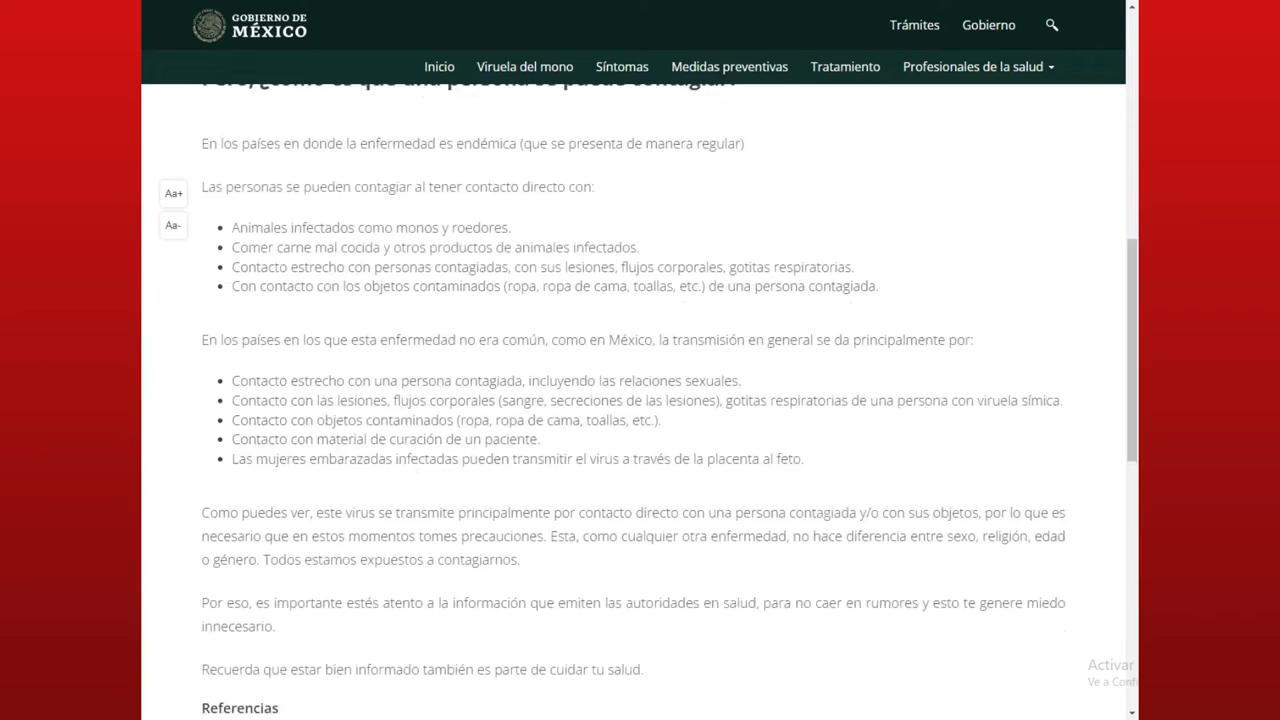 GOBIERNO DE
MÉXICO
Trámites
Gobierno
Inicio
Viruela del mono
Síntomas
Medidas preventivas
Tratamiento
Profesionales de la salud
Pero, ¿cómo es que una persona se puede contagiar?
En los países en donde la enfermedad es endémica (que se presenta de manera regular)
Aa+
Las personas se pueden contagiar al tener contacto directo con:
Aa-
• Animales infectados como monos y roedores.
• Comer carne mal cocida y otros productos de animales infectados.
• Contacto estrecho con personas contagiadas, con sus lesiones, flujos corporales, gotitas respiratorias.
• Con contacto con los objetos contaminados (ropa, ropa de cama, toallas, etc.) de una persona contagiada.
En los países en los que esta enfermedad no era común, como en México, la transmisión en general se da principalmente por:
• Contacto estrecho con una persona contagiada, incluyendo las relaciones sexuales.
• Contacto con las lesiones, flujos corporales (sangre, secreciones de las lesiones), gotitas respiratorias de una persona con viruela símica.
• Contacto con objetos contaminados (ropa, ropa de cama, toallas, etc.).
• Contacto con material de curación de un paciente.
• Las mujeres embarazadas infectadas pueden transmitir el virus a través de la placenta al feto.
Como puedes ver, este virus se transmite principalmente por contacto directo con una persona contagiada y/o con sus objetos, por lo que es
necesario que en estos momentos tomes precauciones. Esta, como cualquier otra enfermedad, no hace diferencia entre sexo, religión, edad
o género. Todos estamos expuestos a contagiarnos.
Por eso, es importante estés atento a la información que emiten las autoridades en salud, para no caer en rumores y esto te genere miedo
innecesario.
Recuerda que estar bien informado también es parte de cuidar tu salud.
Activar
Ve a Conf
Referencias